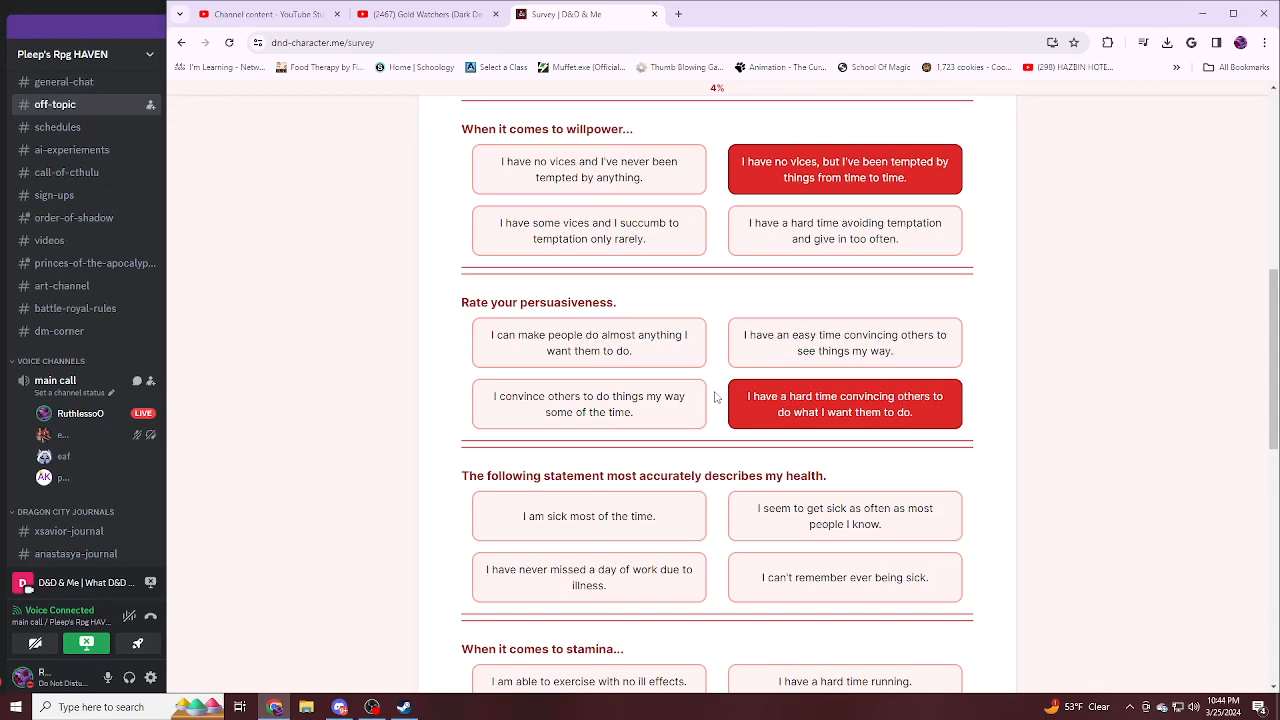 Channel content - YouTube Stu
(2467) Gold Watchers (Dark De
Survey | D&D & Me
Pleep's Rpg HAVEN
dnd-character.me/survey
I'm Learning - Netw...
Food Therapy by Fi...
Home | Schoology
Select a Class
Muffet.exe (Official...
Thumb Blowing Ga...
Animation - The Cur...
School Of Magic
1,723 cookies - Coo...
(298) HAZBIN HOTE...
»
All Bookmarks
4%
# general-chat
# off-topic
# schedules
# ai-experiements
# call-of-cthulu
# sign-ups
# order-of-shadow
# videos
# princes-of-the-apocalyp...
# art-channel
# battle-royal-rules
# dm-corner
VOICE CHANNELS
main call
Set a channel status
RuthlessoO
LIVE
e...
eaf
AK
p...
DRAGON CITY JOURNALS
# xsavior-journal
# anastasya-journal
D
D&D & Me | What D&D ...
Voice Connected
main call / Pleep's Rpg HAV...
R...
Do Not Distu...
When it comes to willpower...
I have no vices and I've never been
tempted by anything.
I have no vices, but I've been tempted by
things from time to time.
I have some vices and I succumb to
temptation only rarely.
I have a hard time avoiding temptation
and give in too often.
Rate your persuasiveness.
I can make people do almost anything I
want them to do.
I have an easy time convincing others to
see things my way.
I convince others to do things my way
some of the time.
I have a hard time convincing others to
do what I want them to do.
The following statement most accurately describes my health.
I am sick most of the time.
I seem to get sick as often as most
people I know.
I have never missed a day of work due to
illness.
I can't remember ever being sick.
When it comes to stamina...
I am able to exercise with no ill effects.
I have a hard time running.
Type here to search
53°F Clear
10:44 PM
3/25/2024